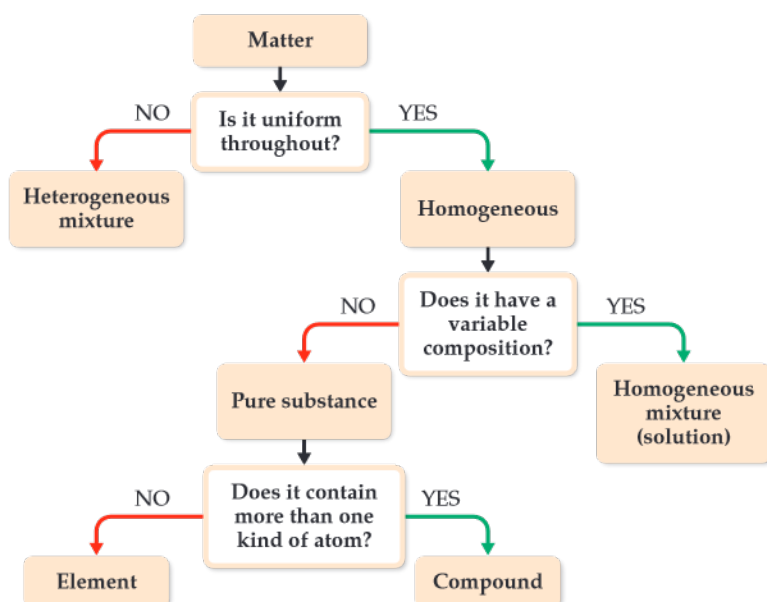 Matter
NO
Is it uniform
throughout?
YES
Heterogeneous
mixture
Homogeneous
NO
Does it have a
variable
composition?
YES
Pure substance
Homogeneous
mixture
(solution)
NO
Does it contain
more than one
kind of atom?
YES
Element
Compound